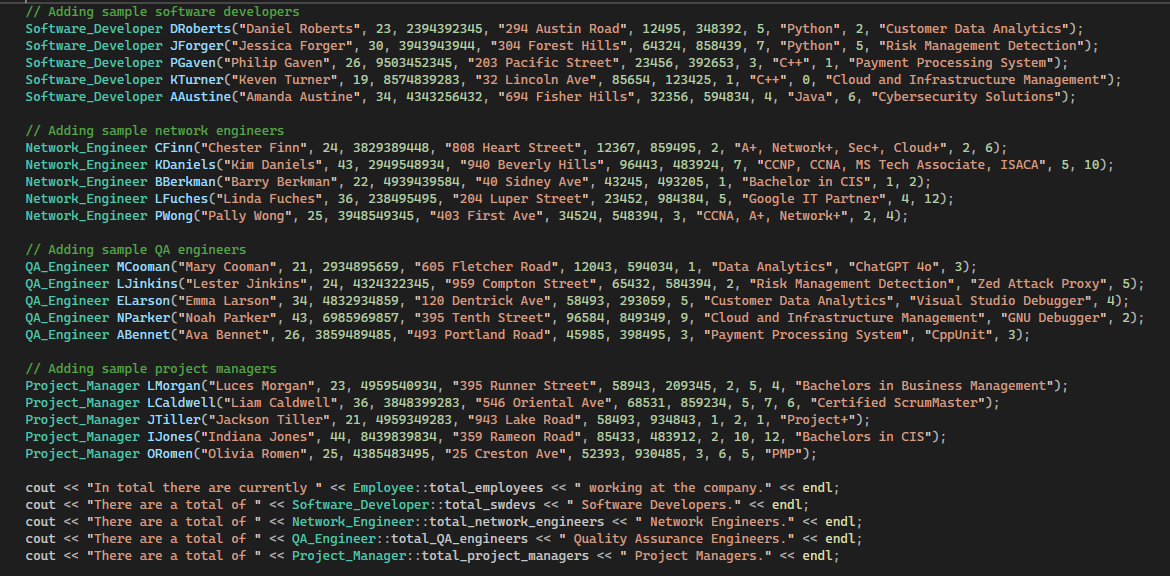 // Adding sample software developers
Software_Developer DRoberts("Daniel Roberts", 23, 2394392345, "294 Austin Road", 12495, 348392, 5, "Python", 2, "Customer Data Analytics");
Software_Developer JForger("Jessica Forger", 30, 3943943944, "304 Forest Hills", 64324, 858439, 7, "Python", 5, "Risk Management Detection");
Software_Developer PGaven("Philip Gaven", 26, 9503452345, "203 Pacific Street", 23456, 392653, 3, "C++", 1, "Payment Processing System");
Software_Developer KTurner("Keven Turner", 19, 8574839283, "32 Lincoln Ave", 85654, 123425, 1, "C++", 0, "Cloud and Infrastructure Management");
Software_Developer AAustine("Amanda Austine", 34, 4343256432, "694 Fisher Hills", 32356, 594834, 4, "Java", 6, "Cybersecurity Solutions");
// Adding sample network engineers
Network_Engineer CFinn("Chester Finn", 24, 3829389448, "808 Heart Street", 12367, 859495, 2, "A+, Network+, Sec+, Cloud+", 2, 6);
Network_Engineer KDaniels("Kim Daniels", 43, 2949548934, "940 Beverly Hills", 96443, 483924, 7, "CCNP, CCNA, MS Tech Associate, ISACA", 5, 10);
Network_Engineer BBerkman("Barry Berkman", 22, 4939439584, "40 Sidney Ave", 43245, 493205, 1, "Bachelor in CIS", 1, 2);
Network_Engineer LFuches("Linda Fuches", 36, 238495495, "204 Luper Street", 23452, 984384, 5, "Google IT Partner", 4, 12);
Network_Engineer PWong("Pally Wong", 25, 3948549345, "403 First Ave", 34524, 548394, 3, "CCNA, A+, Network+", 2, 4);
// Adding sample QA engineers
QA_Engineer MCooman("Mary Cooman", 21, 2934895659, "605 Fletcher Road", 12043, 594034, 1, "Data Analytics", "ChatGPT 4o", 3);
QA_Engineer LJinkins("Lester Jinkins", 24, 4324322345, "959 Compton Street", 65432, 584394, 2, "Risk Management Detection", "Zed Attack Proxy", 5);
QA_Engineer ELarson("Emma Larson", 34, 4832934859, "120 Dentrick Ave", 58493, 293059, 5, "Customer Data Analytics", "Visual Studio Debugger", 4);
QA_Engineer NParker("Noah Parker", 43, 6985969857, "395 Tenth Street", 96584, 849349, 9, "Cloud and Infrastructure Management", "GNU Debugger", 2);
QA_Engineer ABennet("Ava Bennet", 26, 3859489485, "493 Portland Road", 45985, 398495, 3, "Payment Processing System", "CppUnit", 3);
// Adding sample project managers
Project_Manager LMorgan("Luces Morgan", 23, 4959540934, "395 Runner Street", 58943, 209345, 2, 5, 4, "Bachelors in Business Management");
Project_Manager LCaldwell("Liam Caldwell", 36, 3848399283, "546 Oriental Ave", 68531, 859234, 5, 7, 6, "Certified ScrumMaster");
Project_Manager JTiller("Jackson Tiller", 21, 4959349283, "943 Lake Road", 58493, 934843, 1, 2, 1, "Project+");
Project_Manager IJones("Indiana Jones", 44, 8439839834, "359 Rameon Road", 85433, 483912, 2, 10, 12, "Bachelors in CIS");
Project_Manager ORomen("Olivia Romen", 25, 4385483495, "25 Creston Ave", 52393, 930485, 3, 6, 5, "PMP");
cout << "In total there are currently " << Employee::total_employees << " working at the company." << endl;
cout << "There are a total of " << Software_Developer::total_swdevs << " Software Developers." << endl;
cout << "There are a total of " << Network_Engineer::total_network_engineers << " Network Engineers." << endl;
cout << "There are a total of " << QA_Engineer::total_QA_engineers << " Quality Assurance Engineers." << endl;
cout << "There are a total of " << Project_Manager::total_project_managers << " Project Managers." << endl;